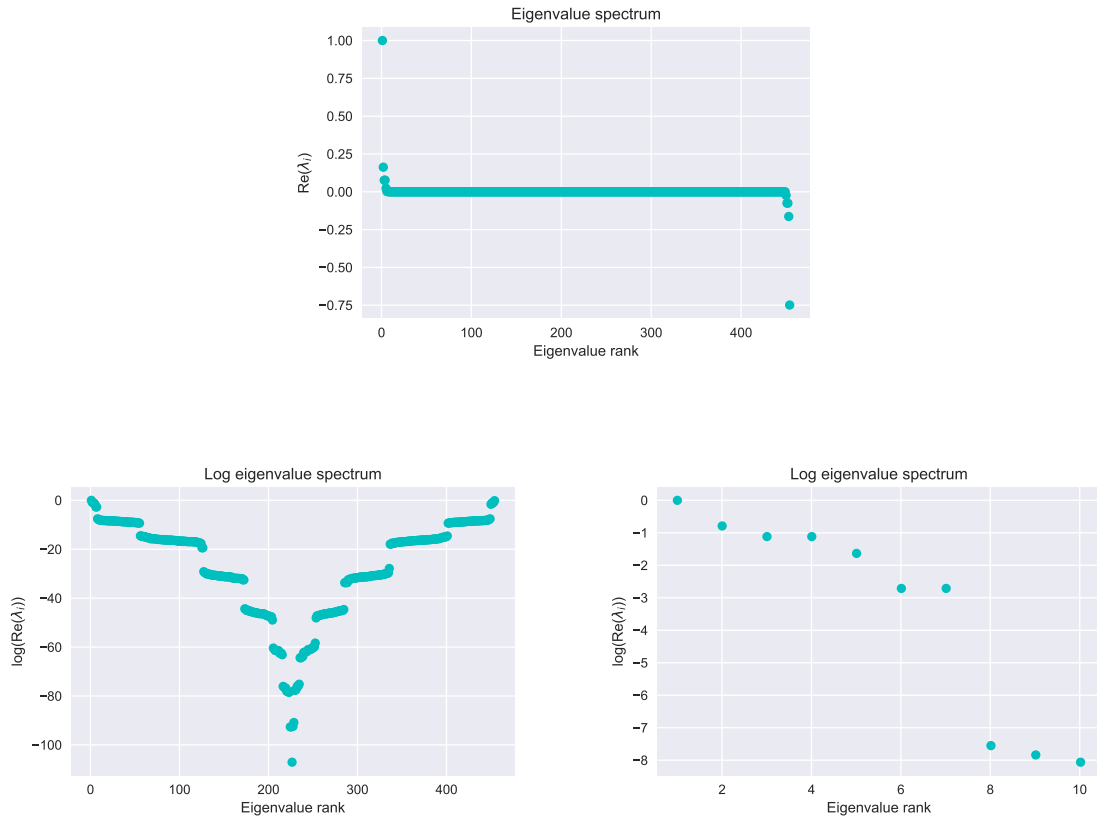 Eigenvalue spectrum
1.00
0.75
0.50
0.25
0.00
−0.25
−0.50
−0.75
Re(λᵢ)
0 100 200 300 400
Eigenvalue rank
Log eigenvalue spectrum
0
−20
−40
−60
−80
−100
log(Re(λᵢ))
0 100 200 300 400
Eigenvalue rank
Log eigenvalue spectrum
0
−1
−2
−3
−4
−5
−6
−7
−8
log(Re(λᵢ))
2 4 6 8 10
Eigenvalue rank